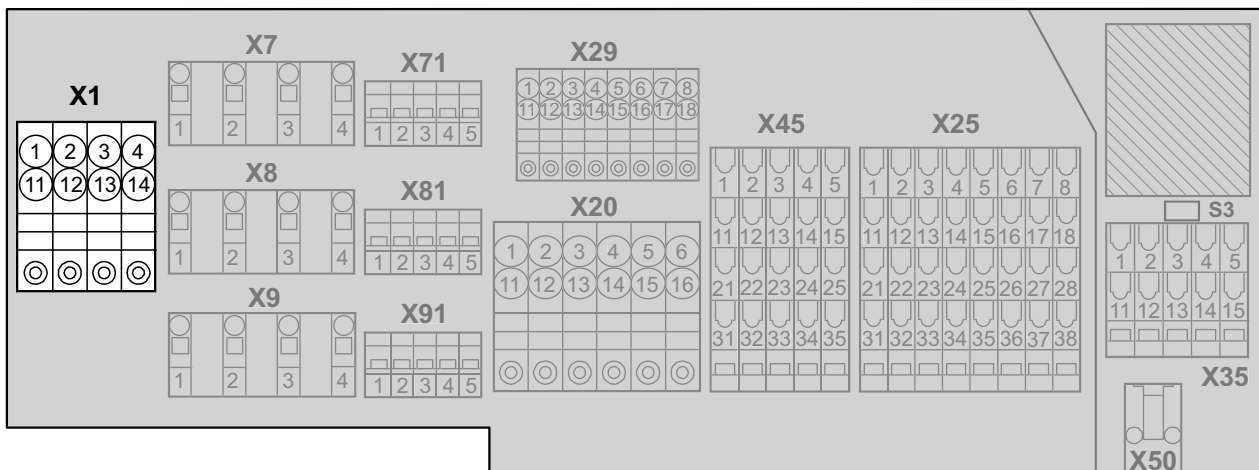 X1
1 2 3 4
11 12 13 14
X7
1 2 3 4
X8
1 2 3 4
X9
1 2 3 4
X71
1 2 3 4 5
X81
1 2 3 4 5
X91
1 2 3 4 5
X29
1 2 3 4 5 6 7 8
11 12 13 14 15 16 17 18
X20
1 2 3 4 5 6
11 12 13 14 15 16
X45
1 2 3 4 5
11 12 13 14 15
21 22 23 24 25
31 32 33 34 35
X25
1 2 3 4 5 6 7 8
11 12 13 14 15 16 17 18
21 22 23 24 25 26 27 28
31 32 33 34 35 36 37 38
S3
1 2 3 4 5
11 12 13 14 15
X35
X50